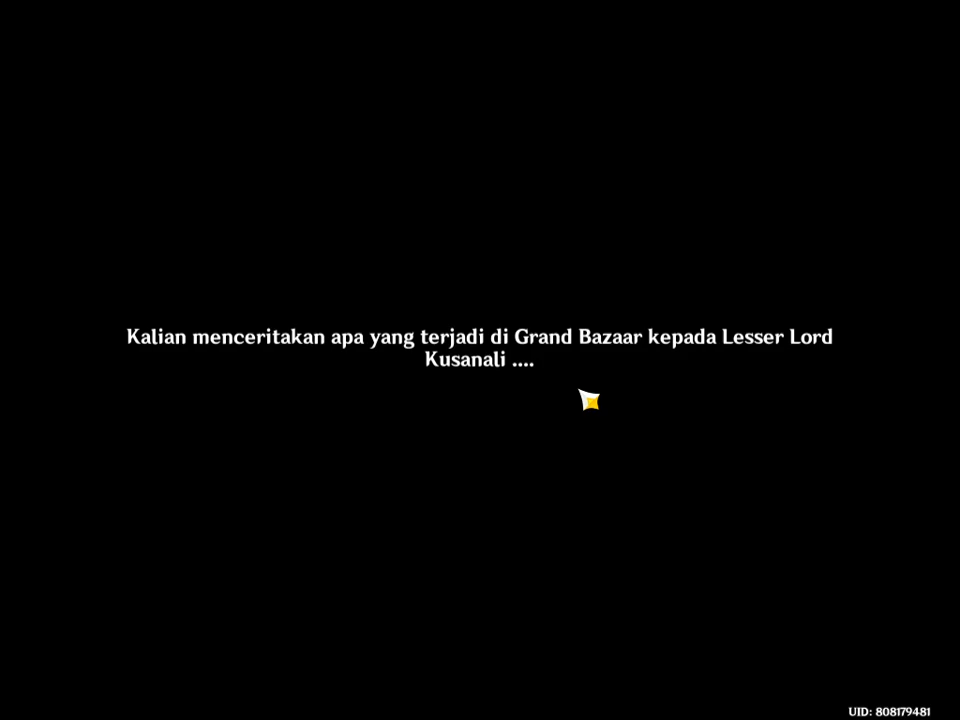 Kalian menceritakan apa yang terjadi di Grand Bazaar kepada Lesser Lord
Kusanali ....
UID: 808179481